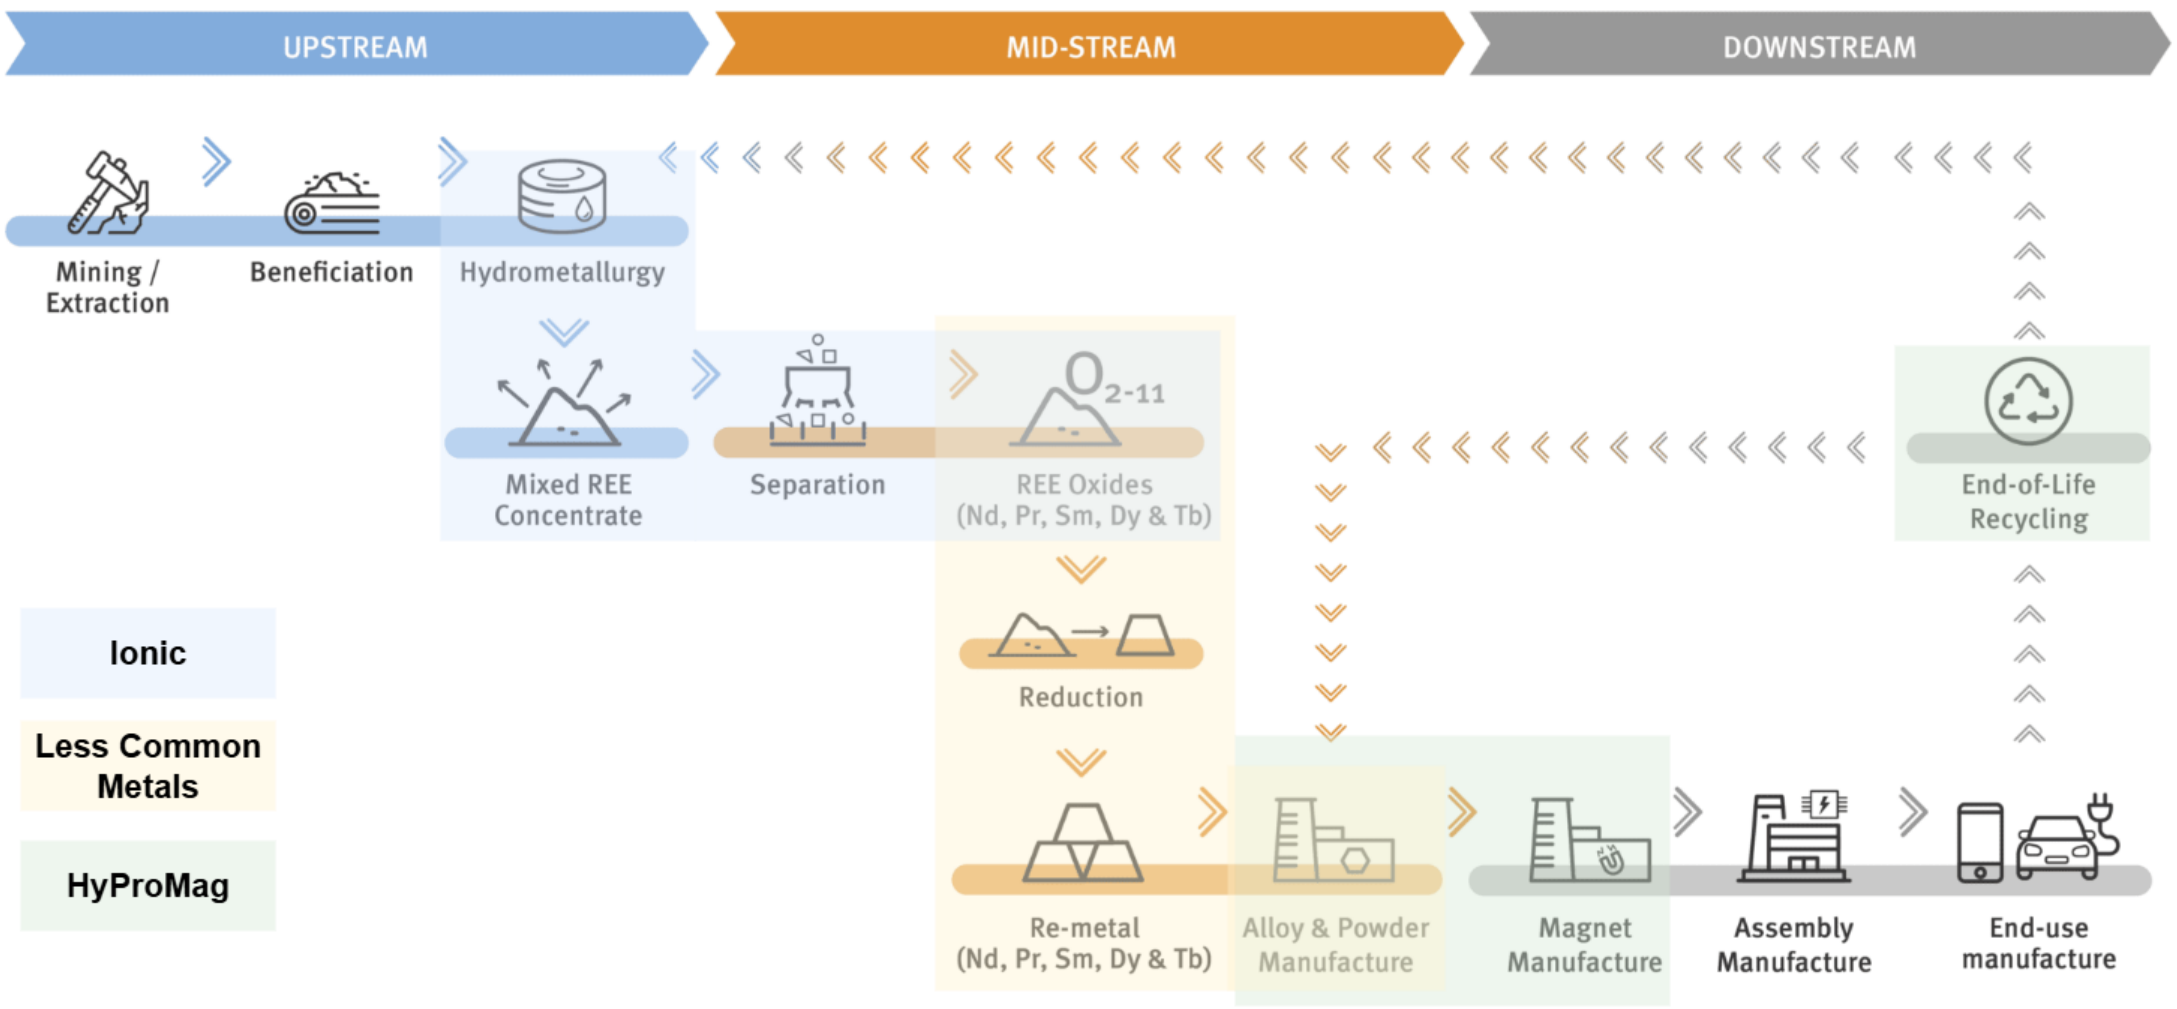 UPSTREAM
MID-STREAM
DOWNSTREAM
Mining /
Extraction
Beneficiation
Hydrometallurgy
Mixed REE
Concentrate
Separation
O2-11
REE Oxides
(Nd, Pr, Sm, Dy & Tb)
End-of-Life
Recycling
Reduction
Ionic
Less Common
Metals
HyProMag
Re-metal
(Nd, Pr, Sm, Dy & Tb)
Alloy & Powder
Manufacture
Magnet
Manufacture
Assembly
Manufacture
End-use
manufacture